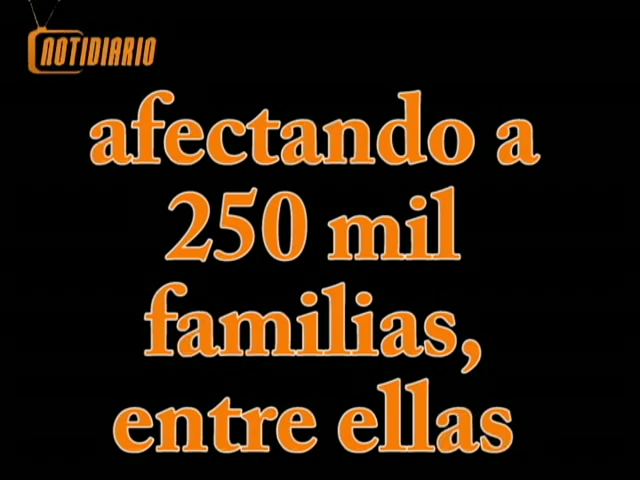 NOTIDIARIO
afectando a
250 mil
familias,
entre ellas